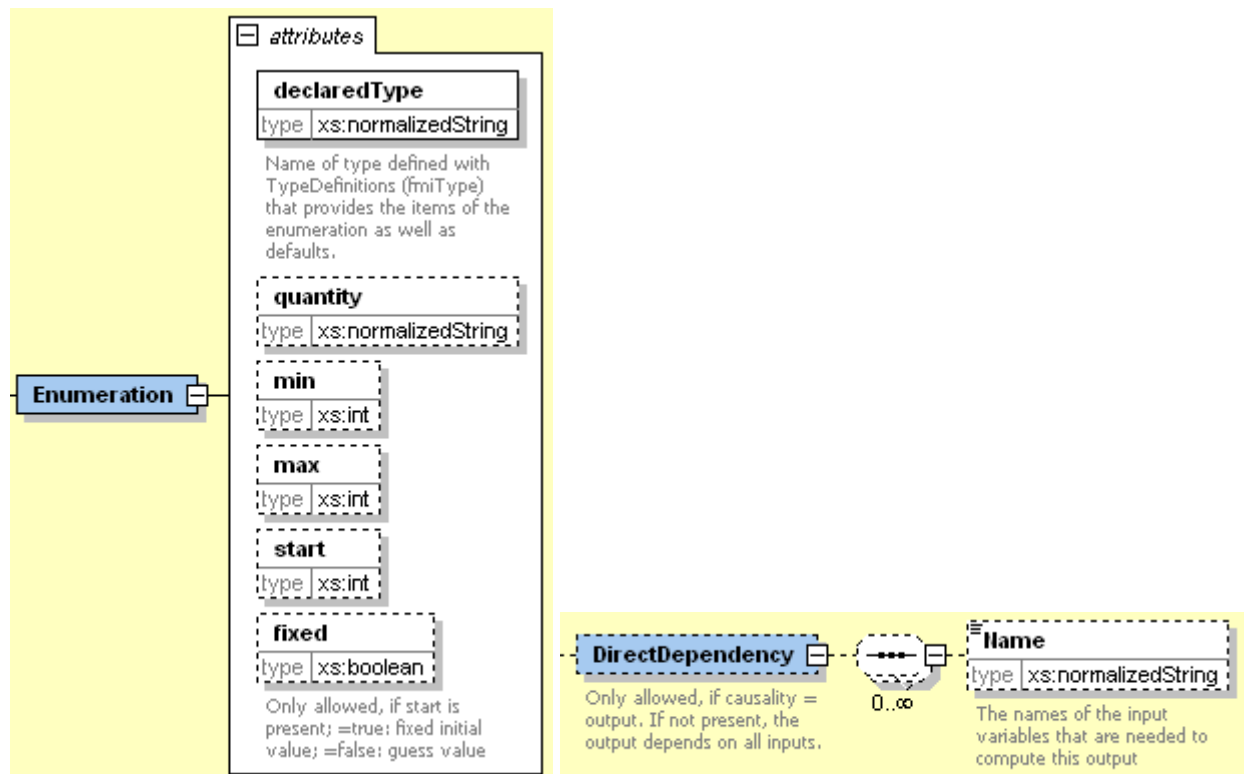 attributes
declaredType
type xs:normalizedString
Name of type defined with
TypeDefinitions (fmiType)
that provides the items of the
enumeration as well as
defaults.
quantity
type xs:normalizedString
Enumeration
min
type xs:int
max
type xs:int
start
type xs:int
fixed
type xs:boolean
Only allowed, if start is
present; =true: fixed initial
value; =false: guess value
DirectDependency
Only allowed, if causality =
output. If not present, the
output depends on all inputs.
0..∞
Name
type xs:normalizedString
The names of the input
variables that are needed to
compute this output